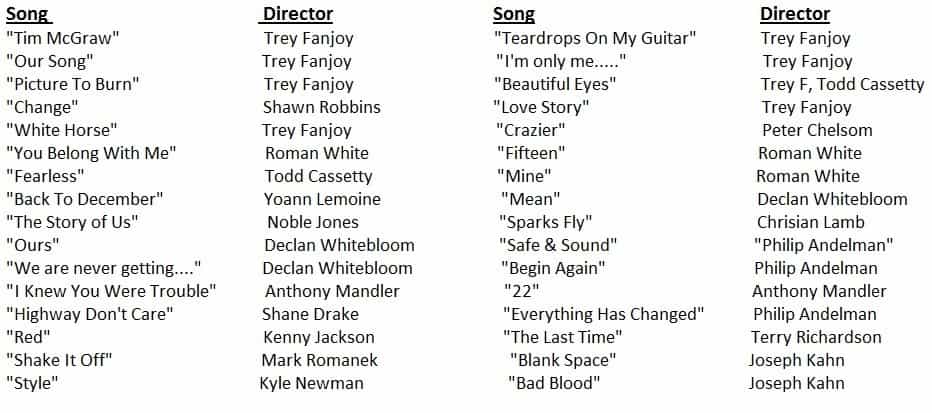 Song Director Song Director
"Tim McGraw" Trey Fanjoy "Teardrops On My Guitar" Trey Fanjoy
"Our Song" Trey Fanjoy "I'm only me....." Trey Fanjoy
"Picture To Burn" Trey Fanjoy "Beautiful Eyes" Trey F, Todd Cassetty
"Change" Shawn Robbins "Love Story" Trey Fanjoy
"White Horse" Trey Fanjoy "Crazier" Peter Chelsom
"You Belong With Me" Roman White "Fifteen" Roman White
"Fearless" Todd Cassetty "Mine" Roman White
"Back To December" Yoann Lemoine "Mean" Declan Whitebloom
"The Story of Us" Noble Jones "Sparks Fly" Chrisian Lamb
"Ours" Declan Whitebloom "Safe & Sound" "Philip Andelman"
"We are never getting...." Declan Whitebloom "Begin Again" Philip Andelman
"I Knew You Were Trouble" Anthony Mandler "22" Anthony Mandler
"Highway Don't Care" Shane Drake "Everything Has Changed" Philip Andelman
"Red" Kenny Jackson "The Last Time" Terry Richardson
"Shake It Off" Mark Romanek "Blank Space" Joseph Kahn
"Style" Kyle Newman "Bad Blood" Joseph Kahn